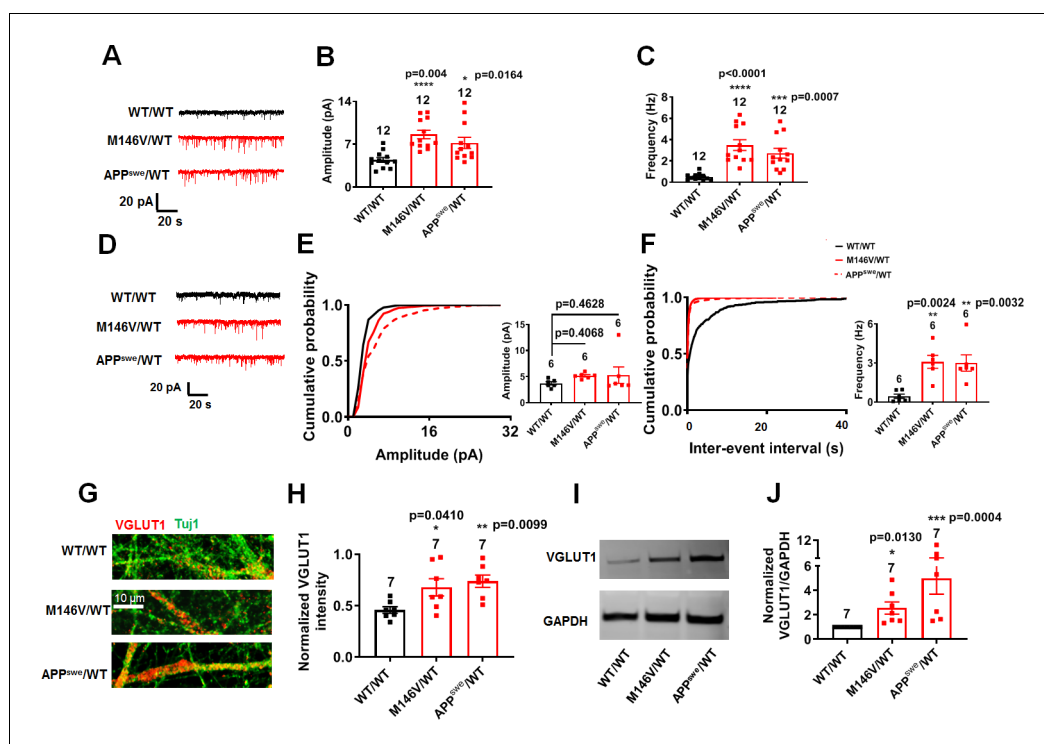 A
WT/WT
M146V/WT
APPswe/WT
20 pA
20 s
B
p=0.004
**** * p=0.0164
12 12 12
Amplitude (pA)
14
7
0
WT/WT M146V/WT APPswe/WT
C
p<0.0001
**** *** p=0.0007
12 12 12
Frequency (Hz)
8
6
4
2
0
WT/WT M146V/WT APPswe/WT
D
WT/WT
M146V/WT
APPswe/WT
20 pA
20 s
E
Cumulative probability
1.0
0.5
0.0
0 16 32
Amplitude (pA)
p=0.4628
p=0.4068
6 6 6
Amplitude (pA)
15
10
5
0
WT/WT M146V/WT APPswe/WT
F
WT/WT
M146V/WT
APPswe/WT
Cumulative probability
1.0
0.5
0.0
0 20 40
Inter-event interval (s)
p=0.0024 ** p=0.0032
**
6 6 6
Frequency (Hz)
6
3
0
WT/WT M146V/WT APPswe/WT
G
VGLUT1 Tuj1
WT/WT
M146V/WT
10 μm
APPswe/WT
H
p=0.0410
* ** p=0.0099
7 7 7
Normalized VGLUT1
intensity
1.0
0.5
0.0
WT/WT M146V/WT APPswe/WT
I
VGLUT1
GAPDH
WT/WT M146V/WT APPswe/WT
J
*** p=0.0004
p=0.0130
*
7 7 7
Normalized
VGLUT1/GAPDH
12
8
6
4
2
0
WT/WT M146V/WT APPswe/WT